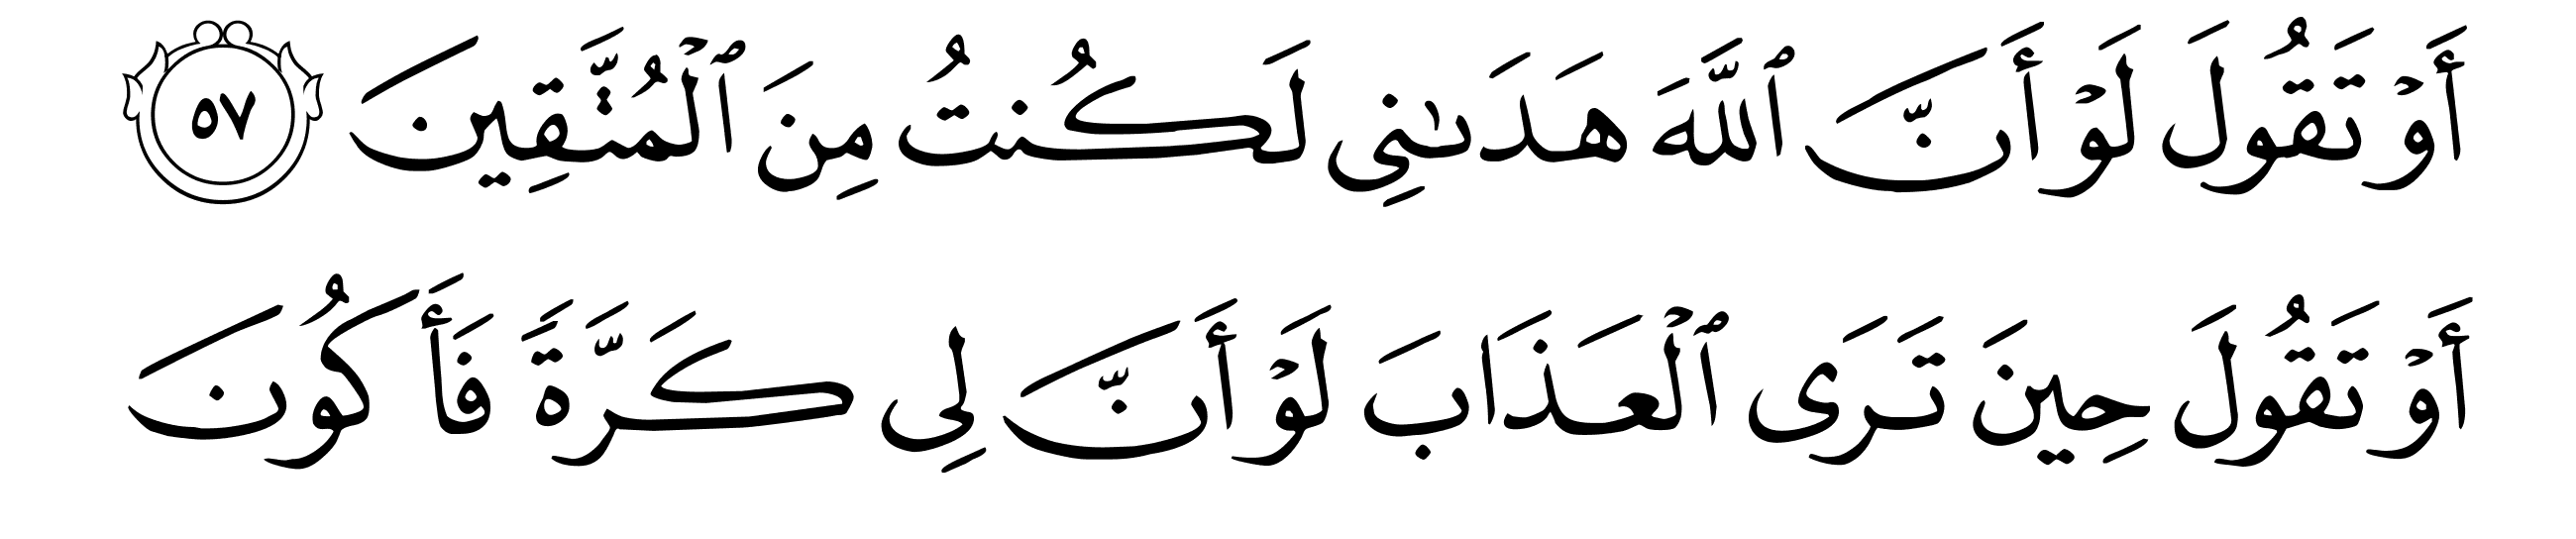 أَوْ تَقُولَ لَوْ أَنَّ ٱللَّهَ هَدَىٰنِى لَكُنتُ مِنَ ٱلْمُتَّقِينَ ٥٧
أَوْ تَقُولَ حِينَ تَرَى ٱلْعَذَابَ لَوْ أَنَّ لِى كَرَّةً فَأَكُونَ